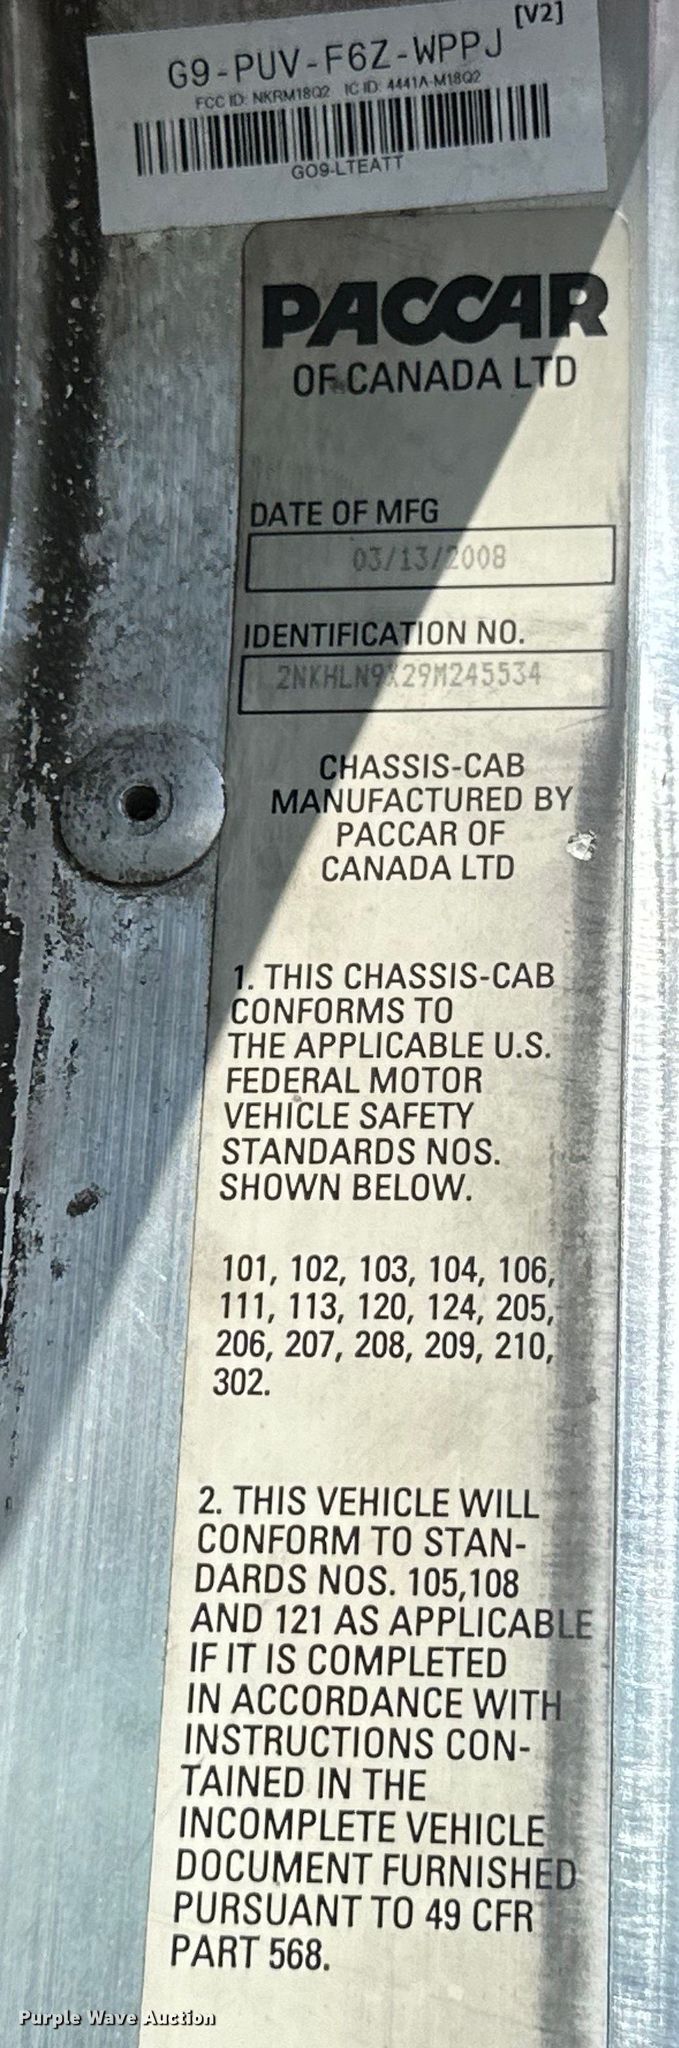 [V2]
G9-PUV-F6Z-WPPJ
FCC ID: NKRM18Q2 IC ID: 4441A-M18Q2
GO9-LTEATT
PACCAR
OF CANADA LTD
DATE OF MFG
03/13/2008
IDENTIFICATION NO.
2NKHLN9X29M245534
CHASSIS-CAB
MANUFACTURED BY
PACCAR OF
CANADA LTD
1. THIS CHASSIS-CAB
CONFORMS TO
THE APPLICABLE U.S.
FEDERAL MOTOR
VEHICLE SAFETY
STANDARDS NOS.
SHOWN BELOW.
101, 102, 103, 104, 106,
111, 113, 120, 124, 205,
206, 207, 208, 209, 210,
302.
2. THIS VEHICLE WILL
CONFORM TO STAN-
DARDS NOS. 105,108
AND 121 AS APPLICABLE
IF IT IS COMPLETED
IN ACCORDANCE WITH
INSTRUCTIONS CON-
TAINED IN THE
INCOMPLETE VEHICLE
DOCUMENT FURNISHED
PURSUANT TO 49 CFR
PART 568.
Purple Wave Auction